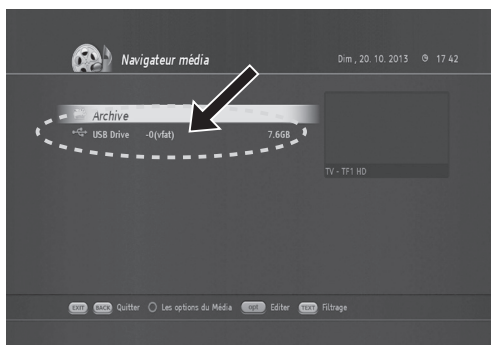 Navigateur média
Dim , 20. 10. 2013 17 42
Archive
USB Drive -0(vfat) 7.6GB
TV - TF1 HD
EXIT BACK Quitter Les options du Média opt Editer TEXT Filtrage